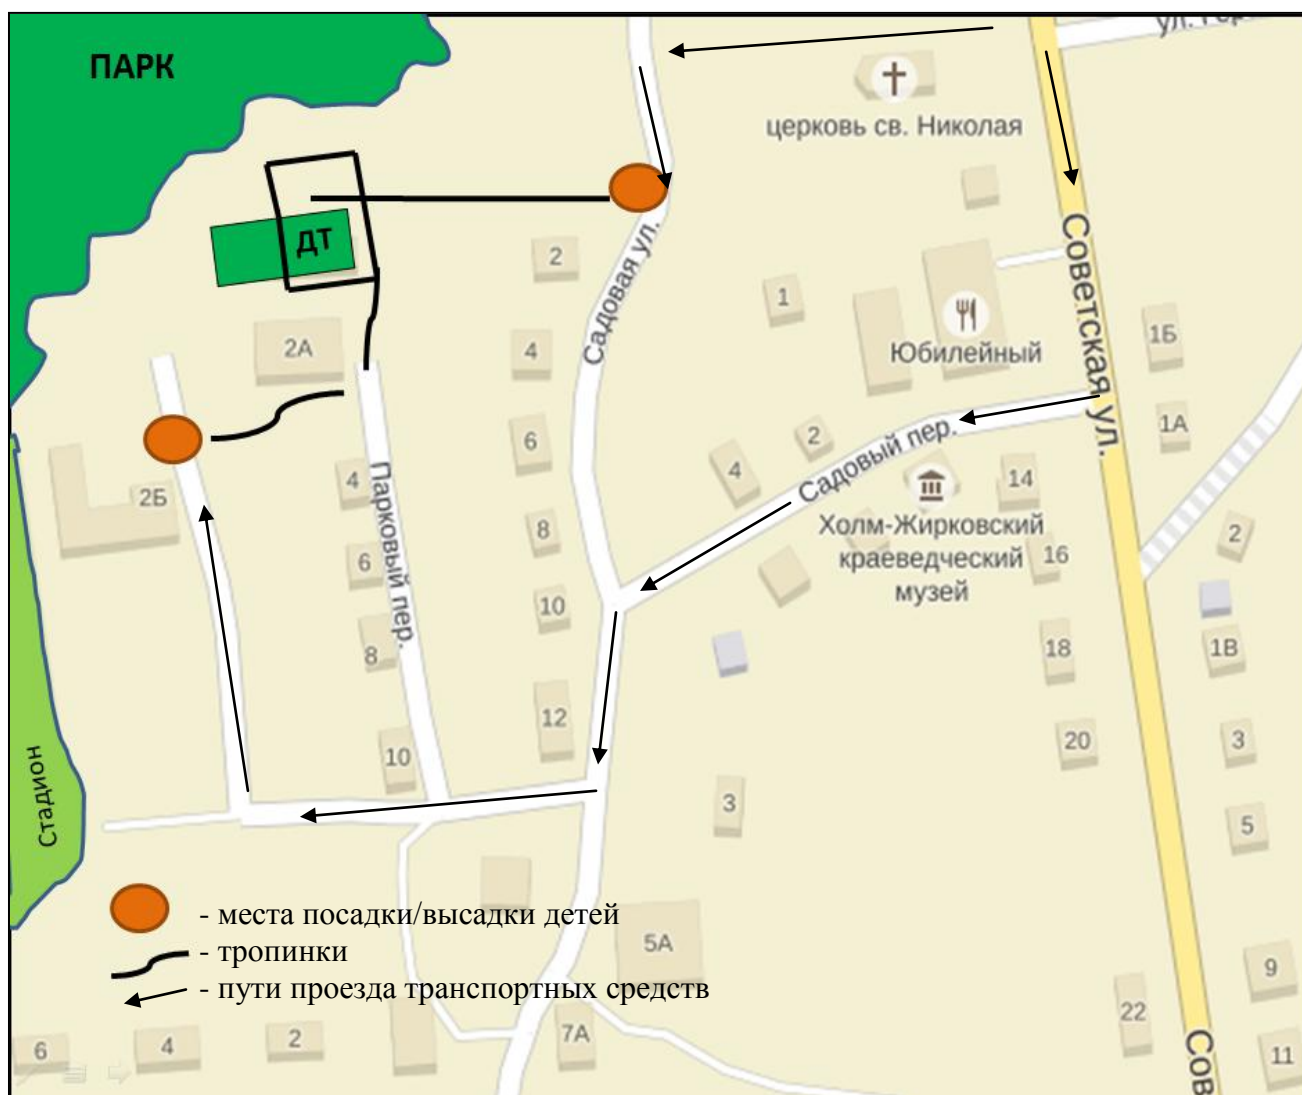 ул. Гор
ПАРК
церковь св. Николая
ДТ
2
Садовая ул.
1
Советская ул.
Юбилейный
1Б
2А
4
1А
6
2
4
Садовый пер.
2Б
4
Парковый пер.
14
Холм-Жирковский
краеведческий
музей
8
2
6
16
10
8
18
1В
12
10
20
3
Стадион
3
5
- места посадки/высадки детей
5А
- тропинки
9
- пути проезда транспортных средств
22
7А
6
4
2
Сов
11